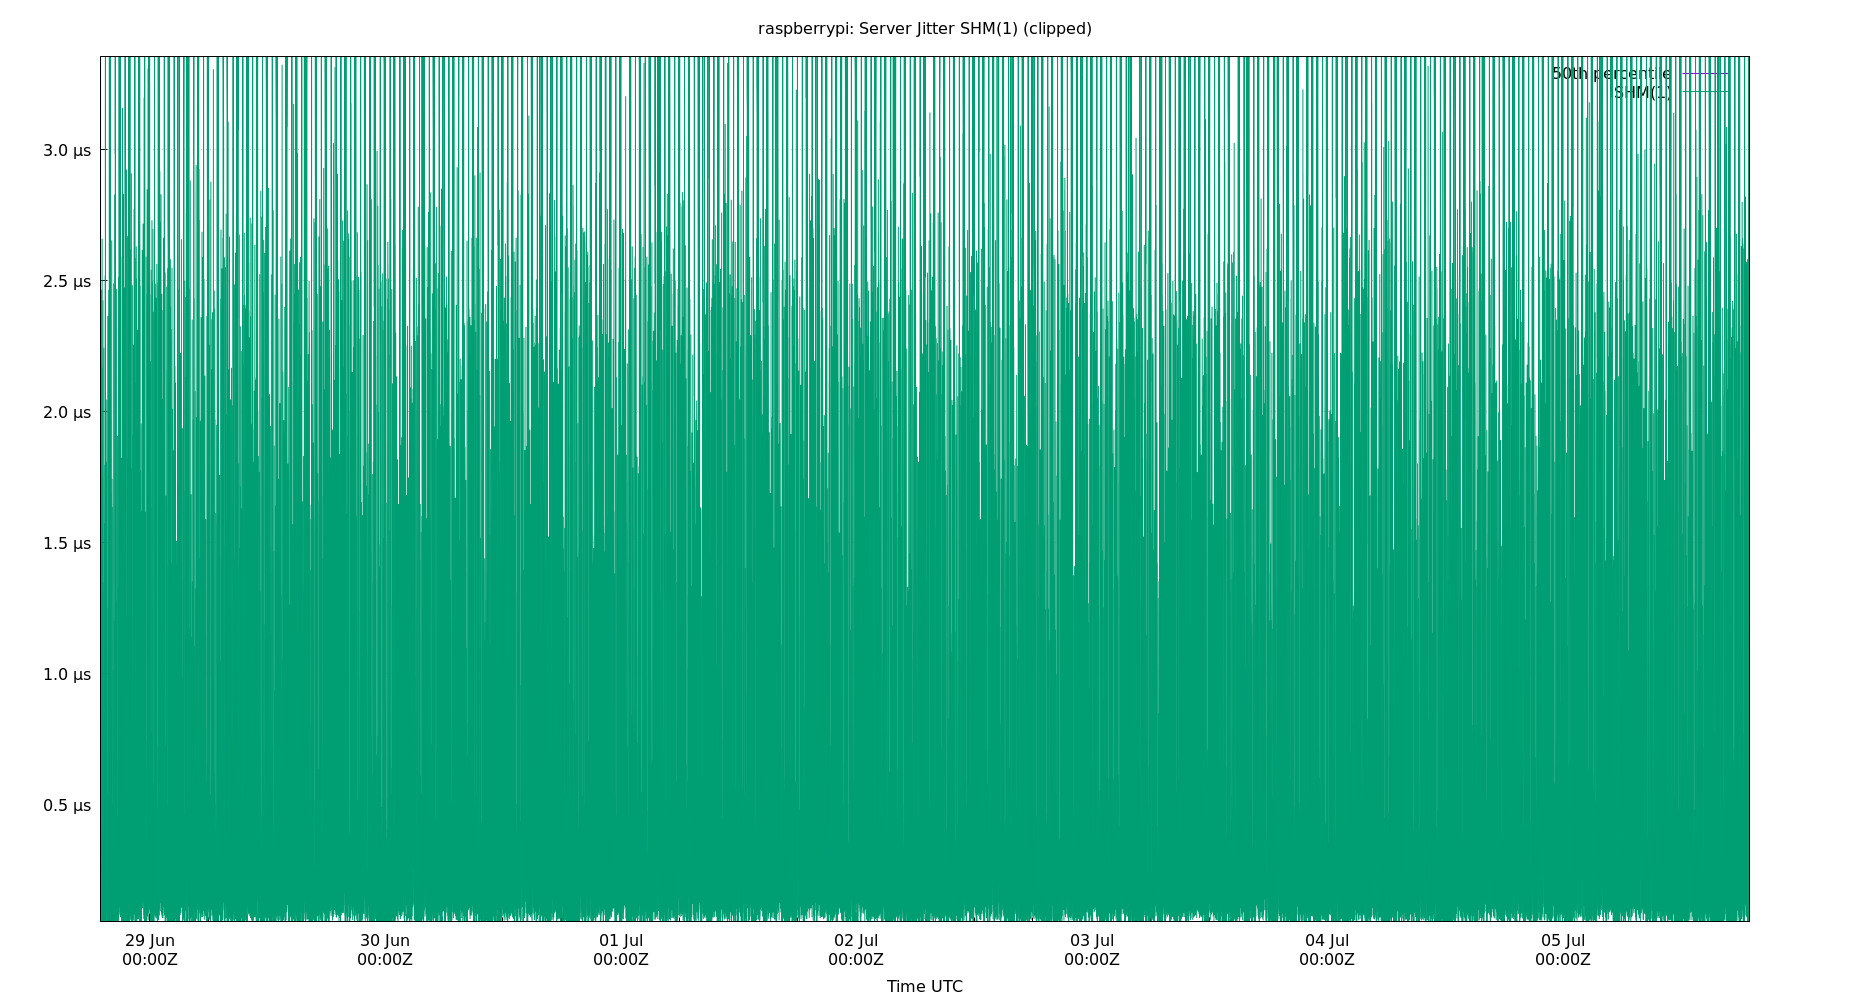 raspberrypi: Server Jitter SHM(1) (clipped)
50th percentile
SHM(1)
3.0 µs
2.5 µs
2.0 µs
1.5 µs
1.0 µs
0.5 µs
29 Jun 30 Jun 01 Jul 02 Jul 03 Jul 04 Jul 05 Jul
00:00Z 00:00Z 00:00Z 00:00Z 00:00Z 00:00Z 00:00Z
Time UTC